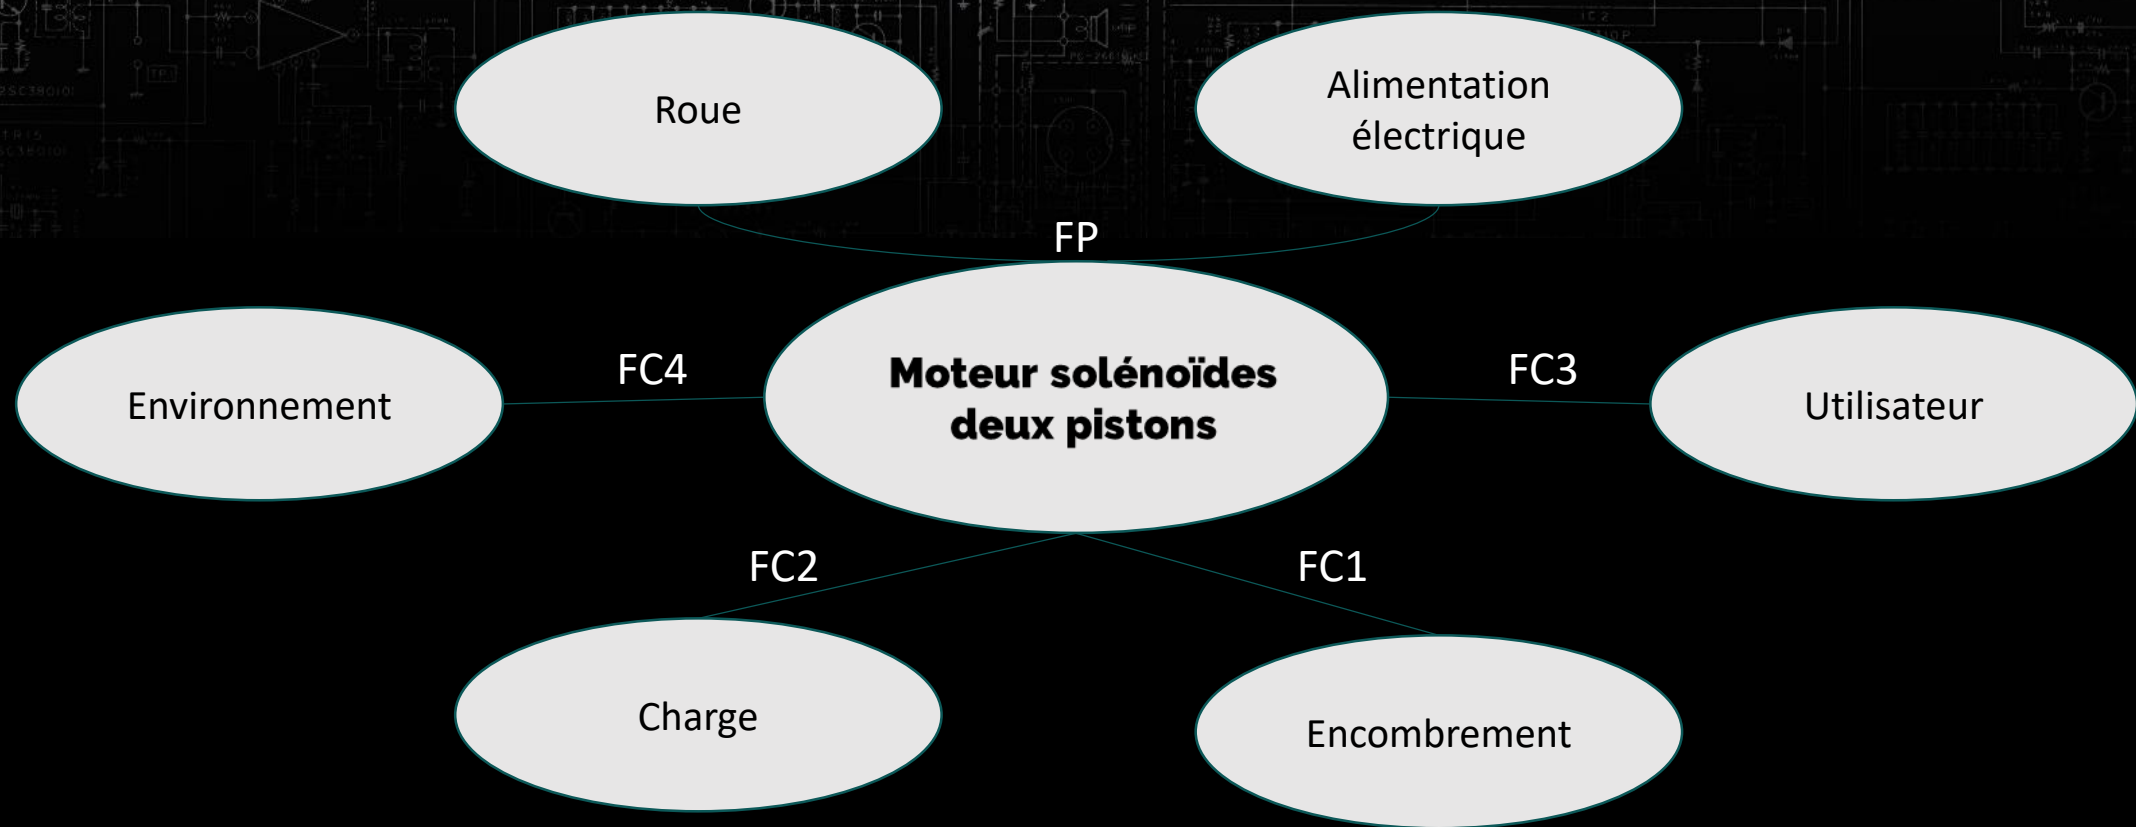 Roue
Alimentation
électrique
FP
Environnement
FC4
Moteur solénoïdes
deux pistons
FC3
Utilisateur
FC2
FC1
Charge
Encombrement